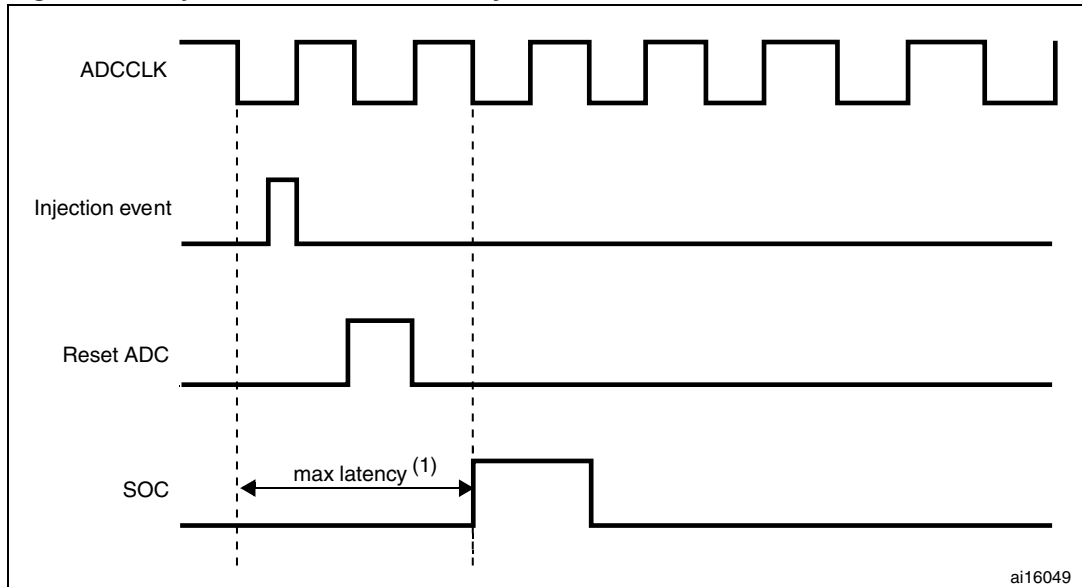 ADCCLK
Injection event
Reset ADC
max latency (1)
SOC
ai16049